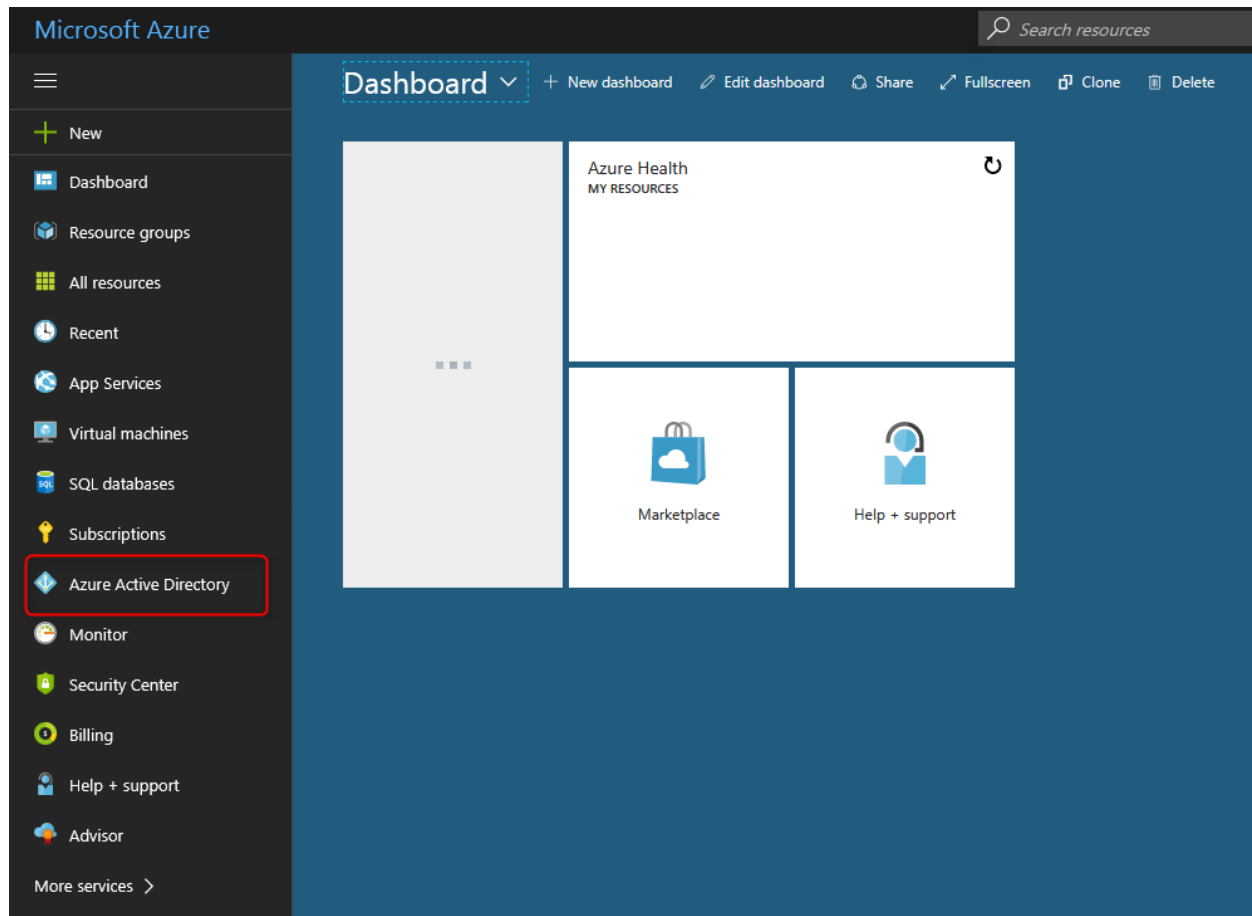 Microsoft Azure
Search resources
Dashboard
New dashboard
Edit dashboard
Share
Fullscreen
Clone
Delete
New
Dashboard
Resource groups
All resources
Recent
App Services
Virtual machines
SQL databases
Subscriptions
Azure Active Directory
Monitor
Security Center
Billing
Help + support
Advisor
More services
Azure Health
MY RESOURCES
Marketplace
Help + support